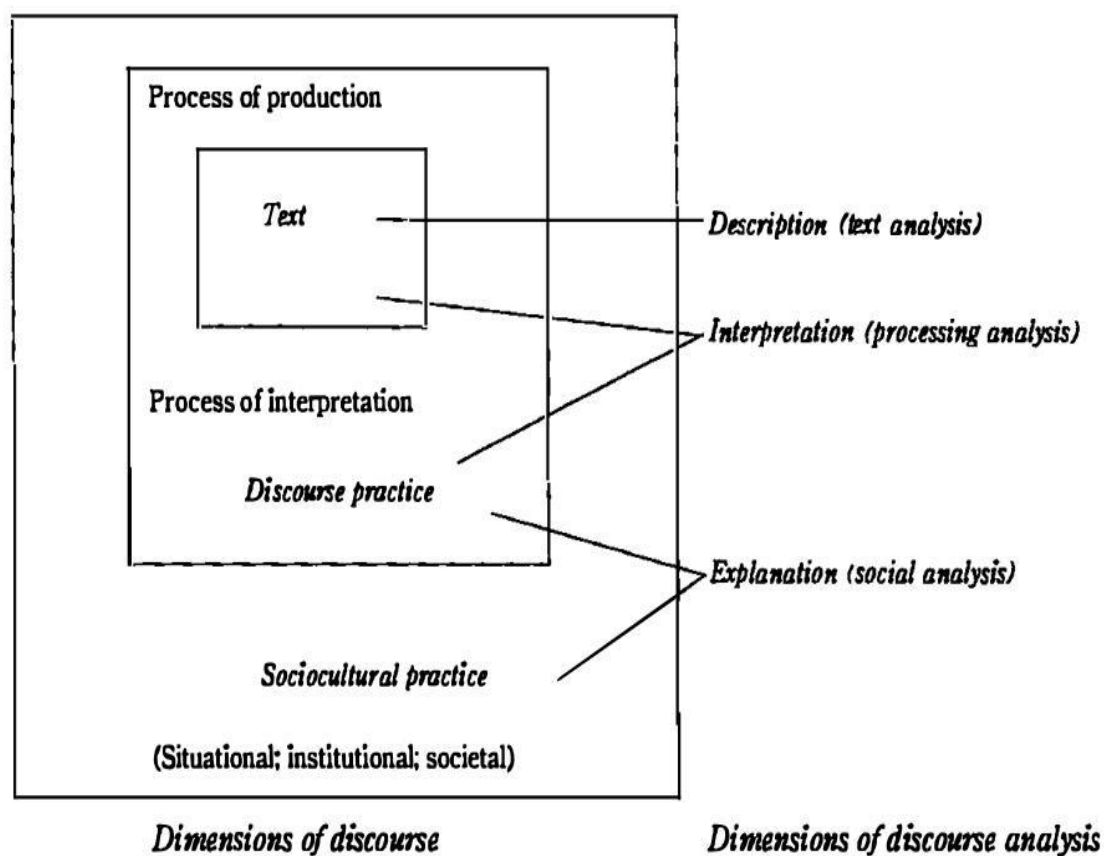 Process of production
Text
Description (text analysis)
Interpretation (processing analysis)
Process of interpretation
Discourse practice
Explanation (social analysis)
Sociocultural practice
(Situational; institutional; societal)
Dimensions of discourse
Dimensions of discourse analysis